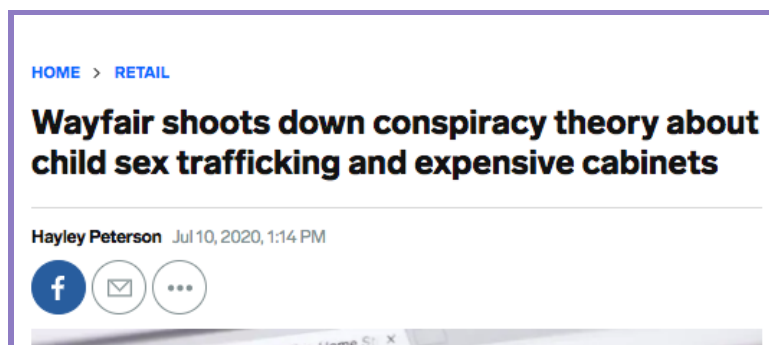 HOME > RETAIL
Wayfair shoots down conspiracy theory about
child sex trafficking and expensive cabinets
Hayley Peterson Jul 10, 2020, 1:14 PM
f
Home S